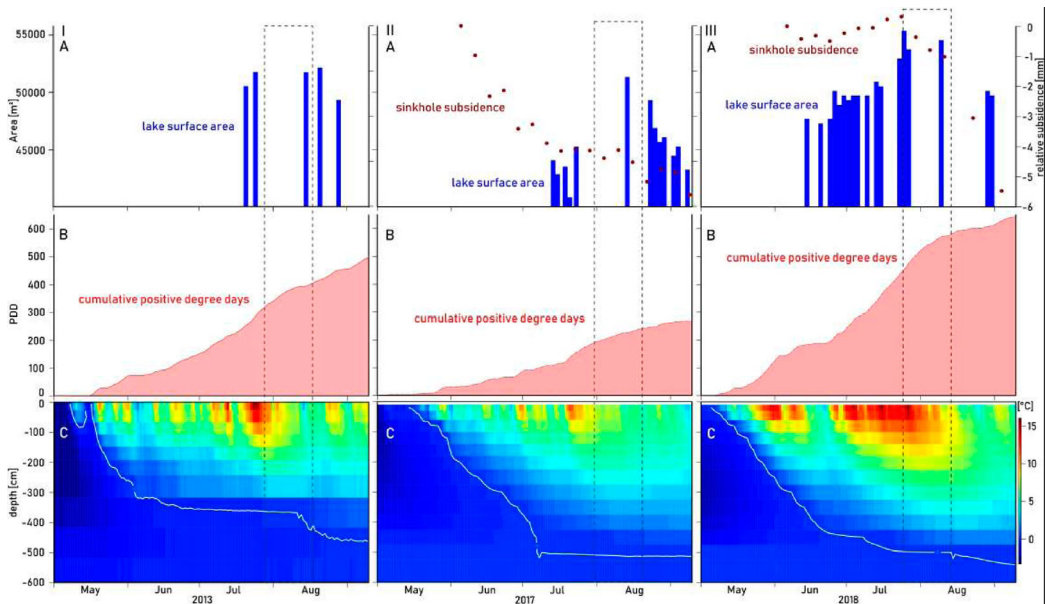 I
A
lake surface area
Area [m²]
55000
50000
45000
II
A
sinkhole subsidence
lake surface area
III
A
sinkhole subsidence
lake surface area
0
-1
-2
-3
-4
-5
-6
relative subsidence [mm]
B
cumulative positive degree days
PDD
600
500
400
300
200
100
0
B
cumulative positive degree days
B
cumulative positive degree days
C
depth [cm]
0
-100
-200
-300
-400
-500
-600
C
C
[°C]
15
10
5
0
May Jun Jul Aug
2013
May Jun Jul Aug
2017
May Jun Jul Aug
2018